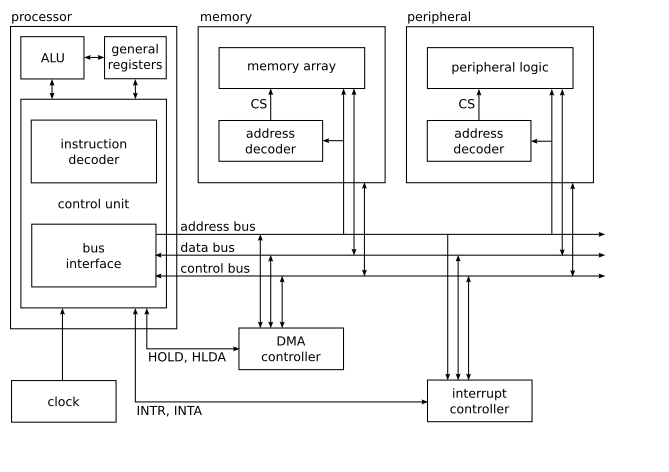 processor
memory
peripheral
ALU
general
registers
memory array
peripheral logic
CS
CS
address
decoder
address
decoder
instruction
decoder
control unit
bus
interface
address bus
data bus
control bus
DMA
controller
HOLD, HLDA
clock
INTR, INTA
interrupt
controller